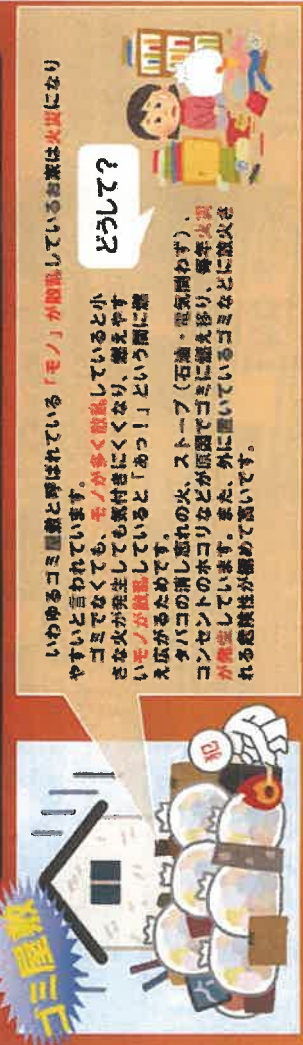 ゴミ屋敷
いわゆるゴミ屋敷と呼ばれている「モノ」が散乱しているお家は火災になり
やすいと言われています。
ゴミでなくても、モノが多く散乱していると小
さな火が発生しても気付きにくくなり、燃えやす
いモノが散乱していると「あっ！」という間に燃
え広がるためです。
どうして？
タバコの消し忘れの火、ストーブ（石油・電気問わず）、
コンセントのホコリなどが原因でゴミに燃え移り、毎年火災
が発生しています。また、外に置いているゴミなどに放火さ
れる危険性が極めて高いです。
犯